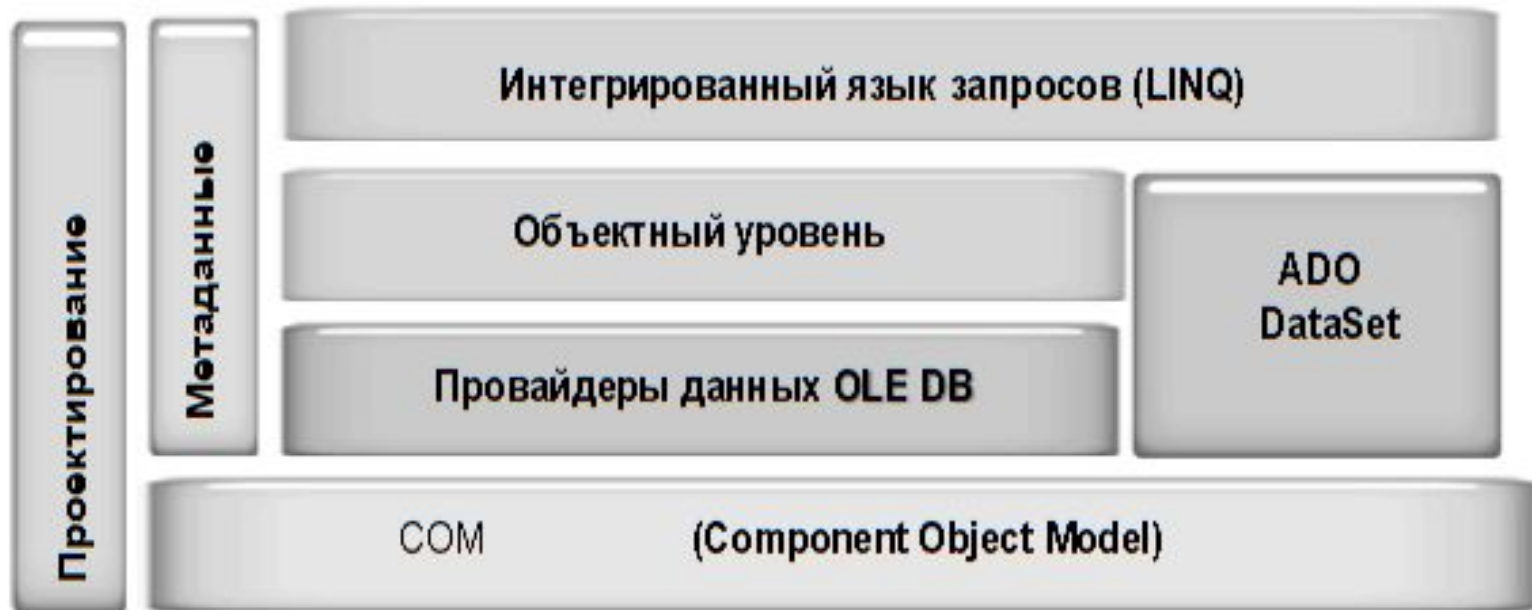 Проектирование
Метаданные
Интегрированный язык запросов (LINQ)
Объектный уровень
ADO
DataSet
Провайдеры данных OLE DB
COM (Component Object Model)